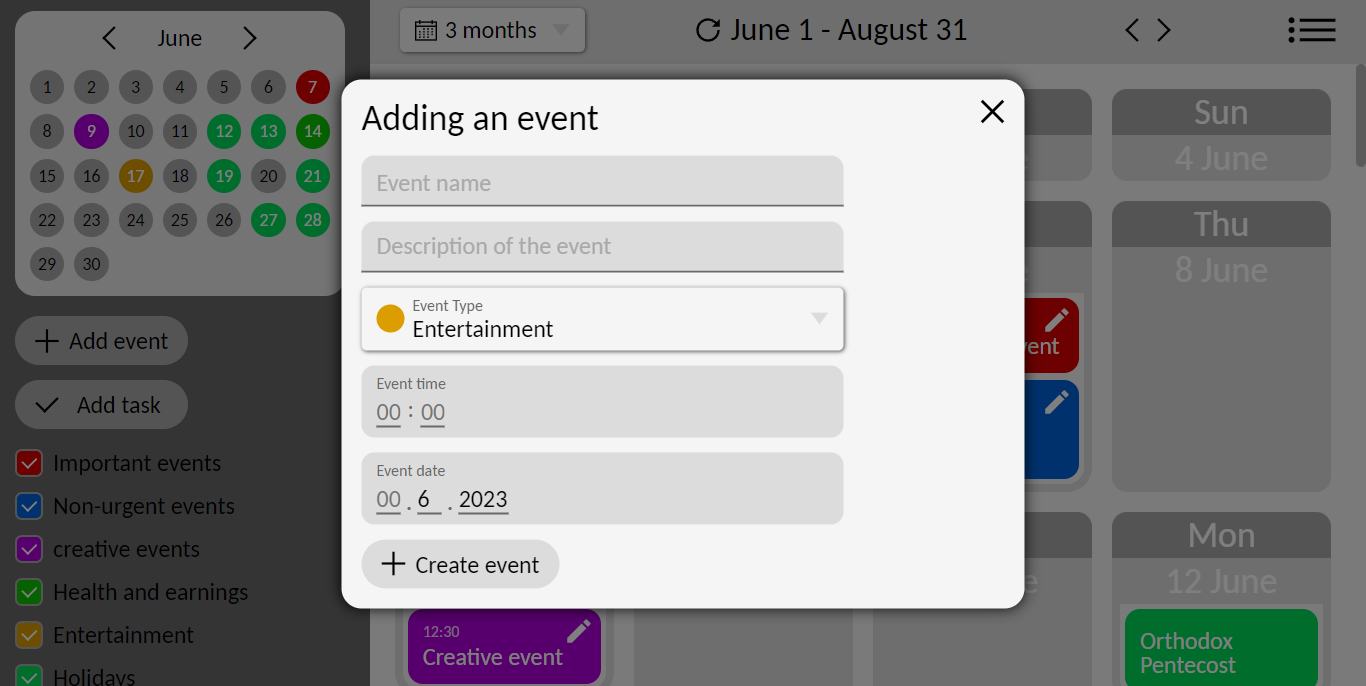 June
1 2 3 4 5 6 7
8 9 10 11 12 13 14
15 16 17 18 19 20 21
22 23 24 25 26 27 28
29 30
Add event
Add task
Important events
Non-urgent events
creative events
Health and earnings
Entertainment
Holidays
3 months
June 1 - August 31
Adding an event
Event name
Description of the event
Event Type
Entertainment
Event time
00 : 00
Event date
00 . 6 . 2023
Create event
Sun
4 June
Thu
8 June
Mon
12 June
Orthodox
Pentecost
12:30
Creative event